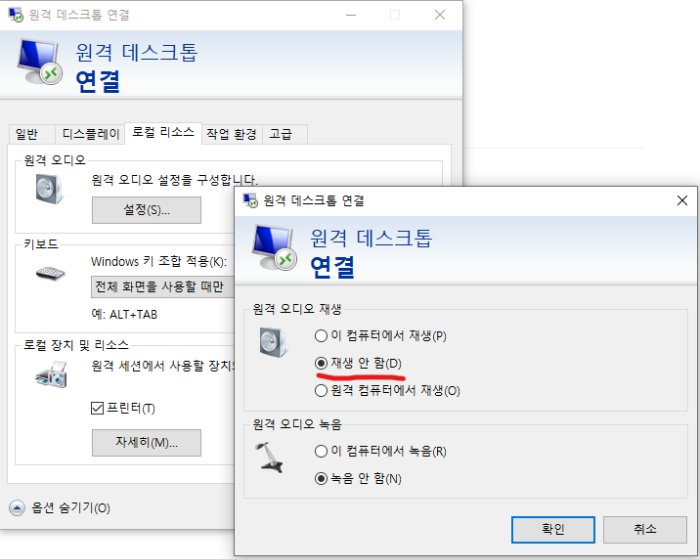 원격 데스크톱 연결
원격 데스크톱
연결
일반 디스플레이 로컬 리소스 작업 환경 고급
원격 오디오
원격 오디오 설정을 구성합니다.
설정(S)...
키보드
Windows 키 조합 적용(K):
전체 화면을 사용할 때만
예: ALT+TAB
로컬 장치 및 리소스
원격 세션에서 사용할 장치
프린터(T)
자세히(M)...
옵션 숨기기(O)
원격 데스크톱 연결
원격 데스크톱
연결
원격 오디오 재생
이 컴퓨터에서 재생(P)
재생 안 함(D)
원격 컴퓨터에서 재생(O)
원격 오디오 녹음
이 컴퓨터에서 녹음(R)
녹음 안 함(N)
확인 취소